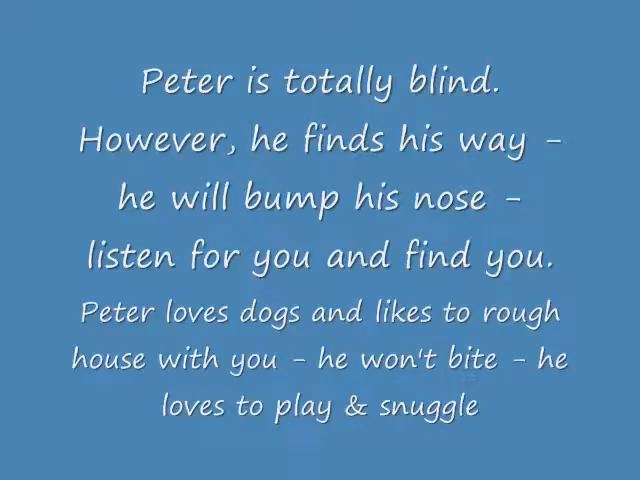 Peter is totally blind.
However, he finds his way -
he will bump his nose -
listen for you and find you.
Peter loves dogs and likes to rough
house with you - he won't bite - he
loves to play & snuggle